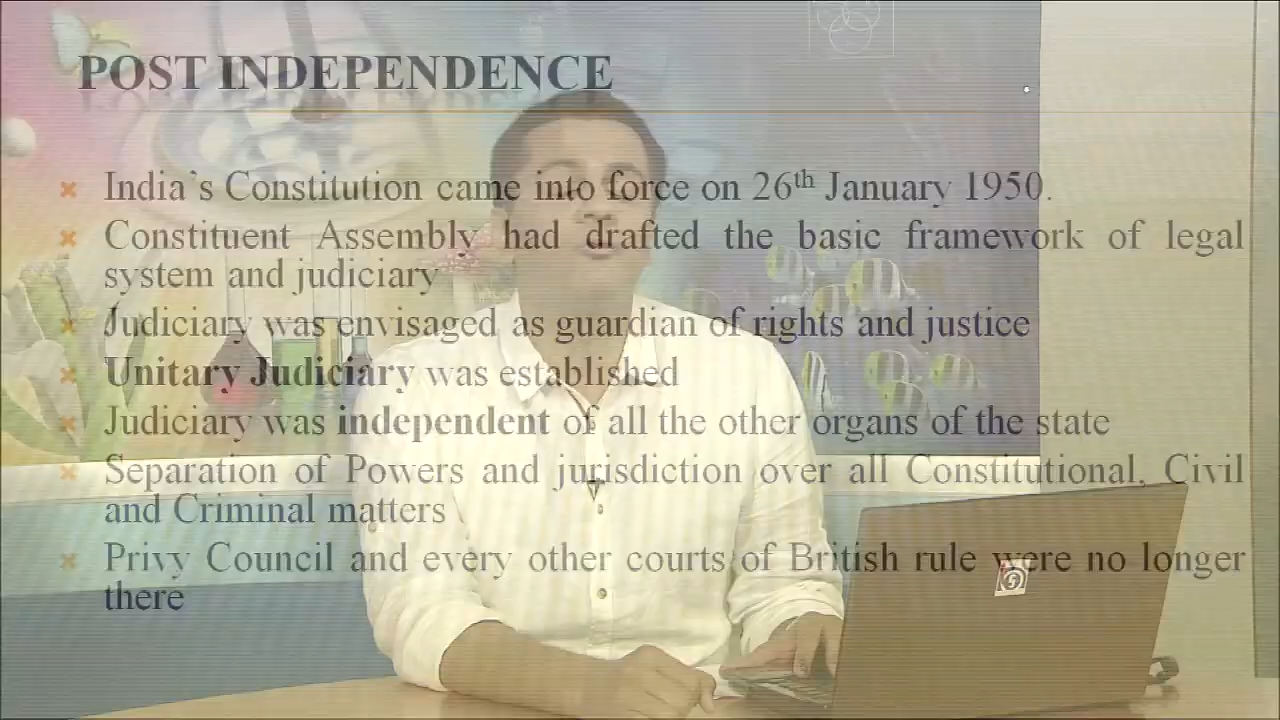 POST INDEPENDENCE
India's Constitution came into force on 26th January 1950.
Constituent Assembly had drafted the basic framework of legal
system and judiciary
Judiciary was envisaged as guardian of rights and justice
Unitary Judiciary was established
Judiciary was independent of all the other organs of the state
Separation of Powers and jurisdiction over all Constitutional, Civil
and Criminal matters
Privy Council and every other courts of British rule were no longer
there